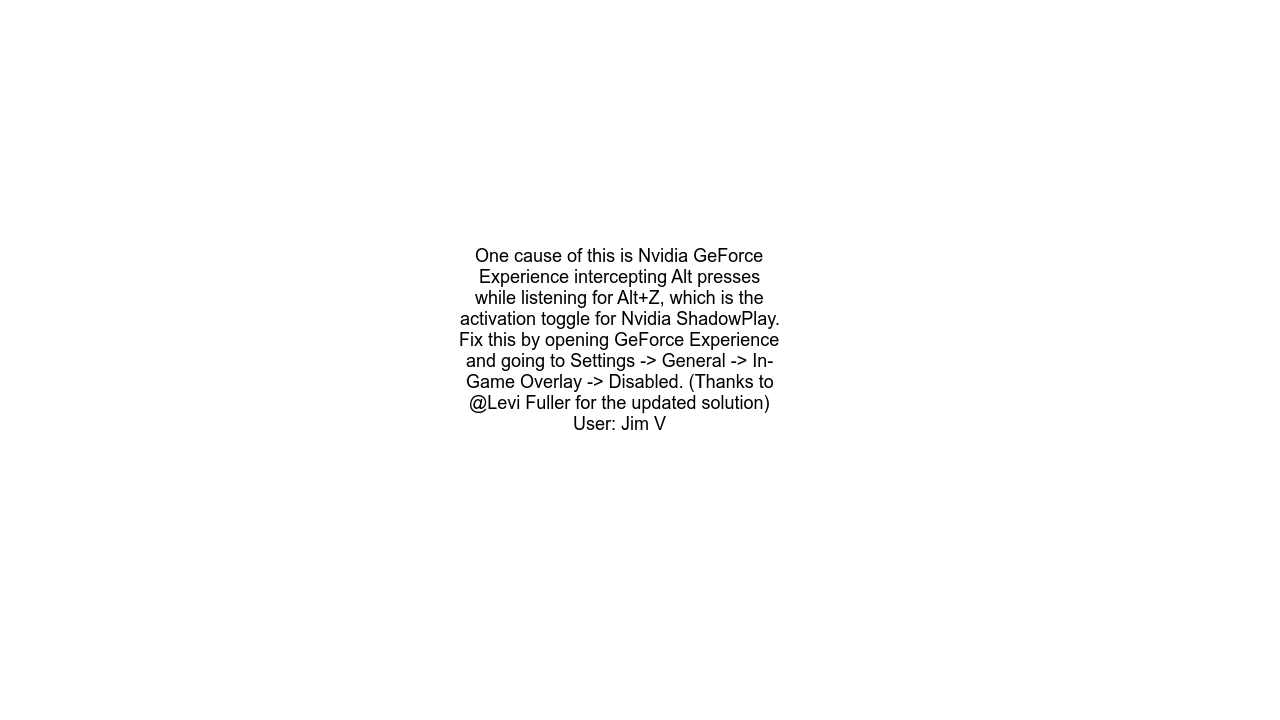 One cause of this is Nvidia GeForce
Experience intercepting Alt presses
while listening for Alt+Z, which is the
activation toggle for Nvidia ShadowPlay.
Fix this by opening GeForce Experience
and going to Settings -> General -> In-
Game Overlay -> Disabled. (Thanks to
@Levi Fuller for the updated solution)
User: Jim V